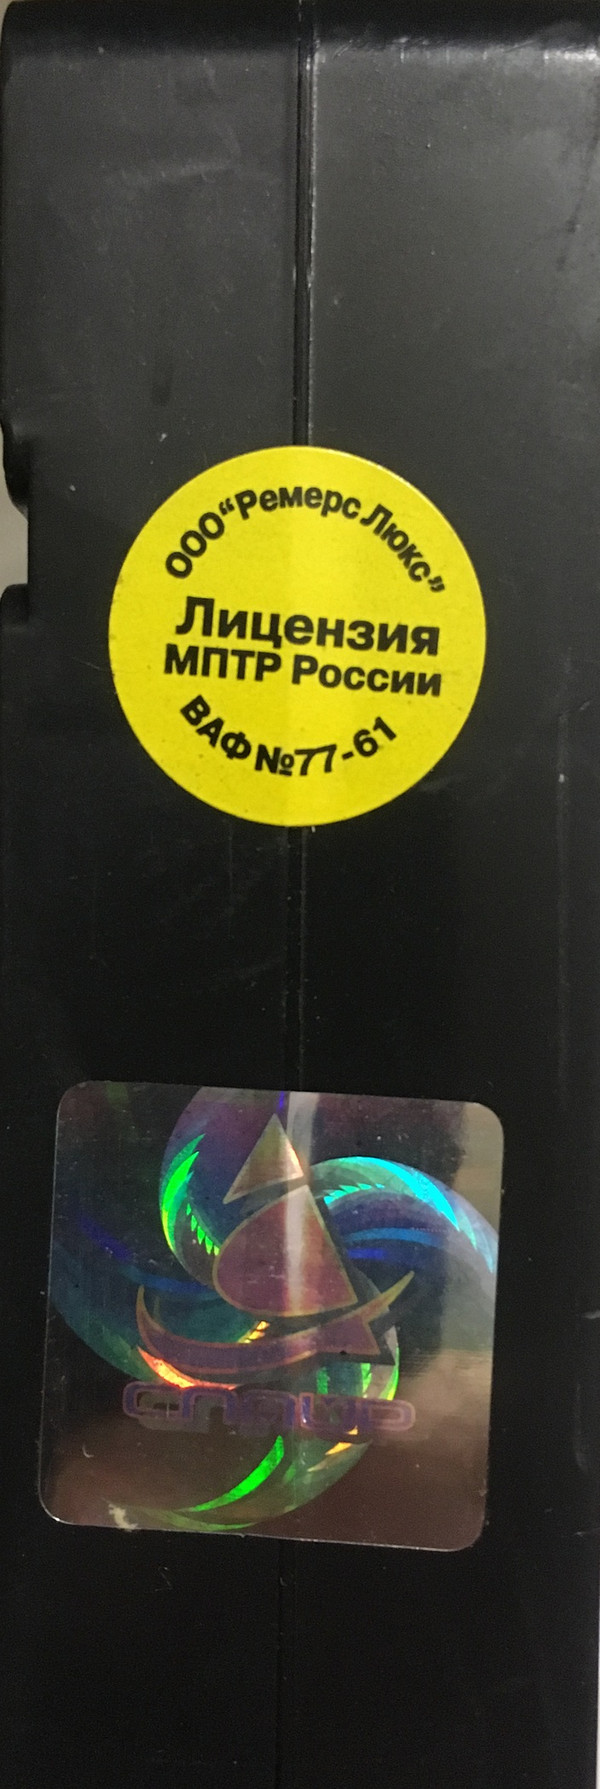 ООО “Ремерс Люкс”
Лицензия
МПТР России
ВАФ №77-61